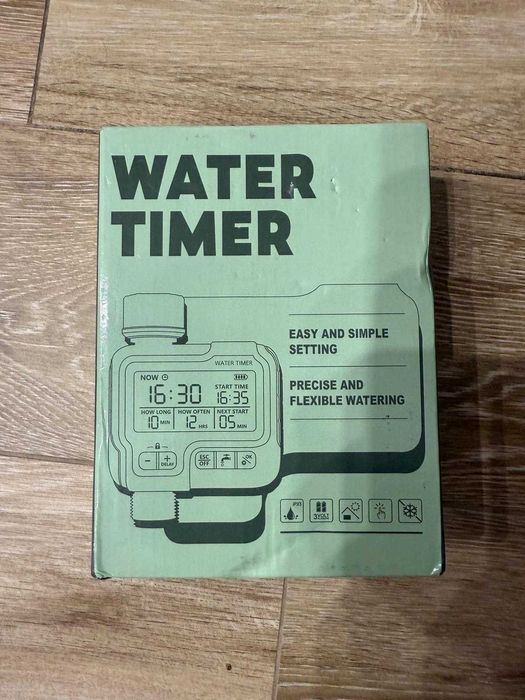 WATER
TIMER
EASY AND SIMPLE
SETTING
PRECISE AND
FLEXIBLE WATERING
WATER TIMER
NOW
16:30
START TIME
16:35
HOW LONG
10 MIN
HOW OFTEN
12 HRS
NEXT START
05 MIN
-
+
DELAY
ESC
OFF
OK
3VOLT